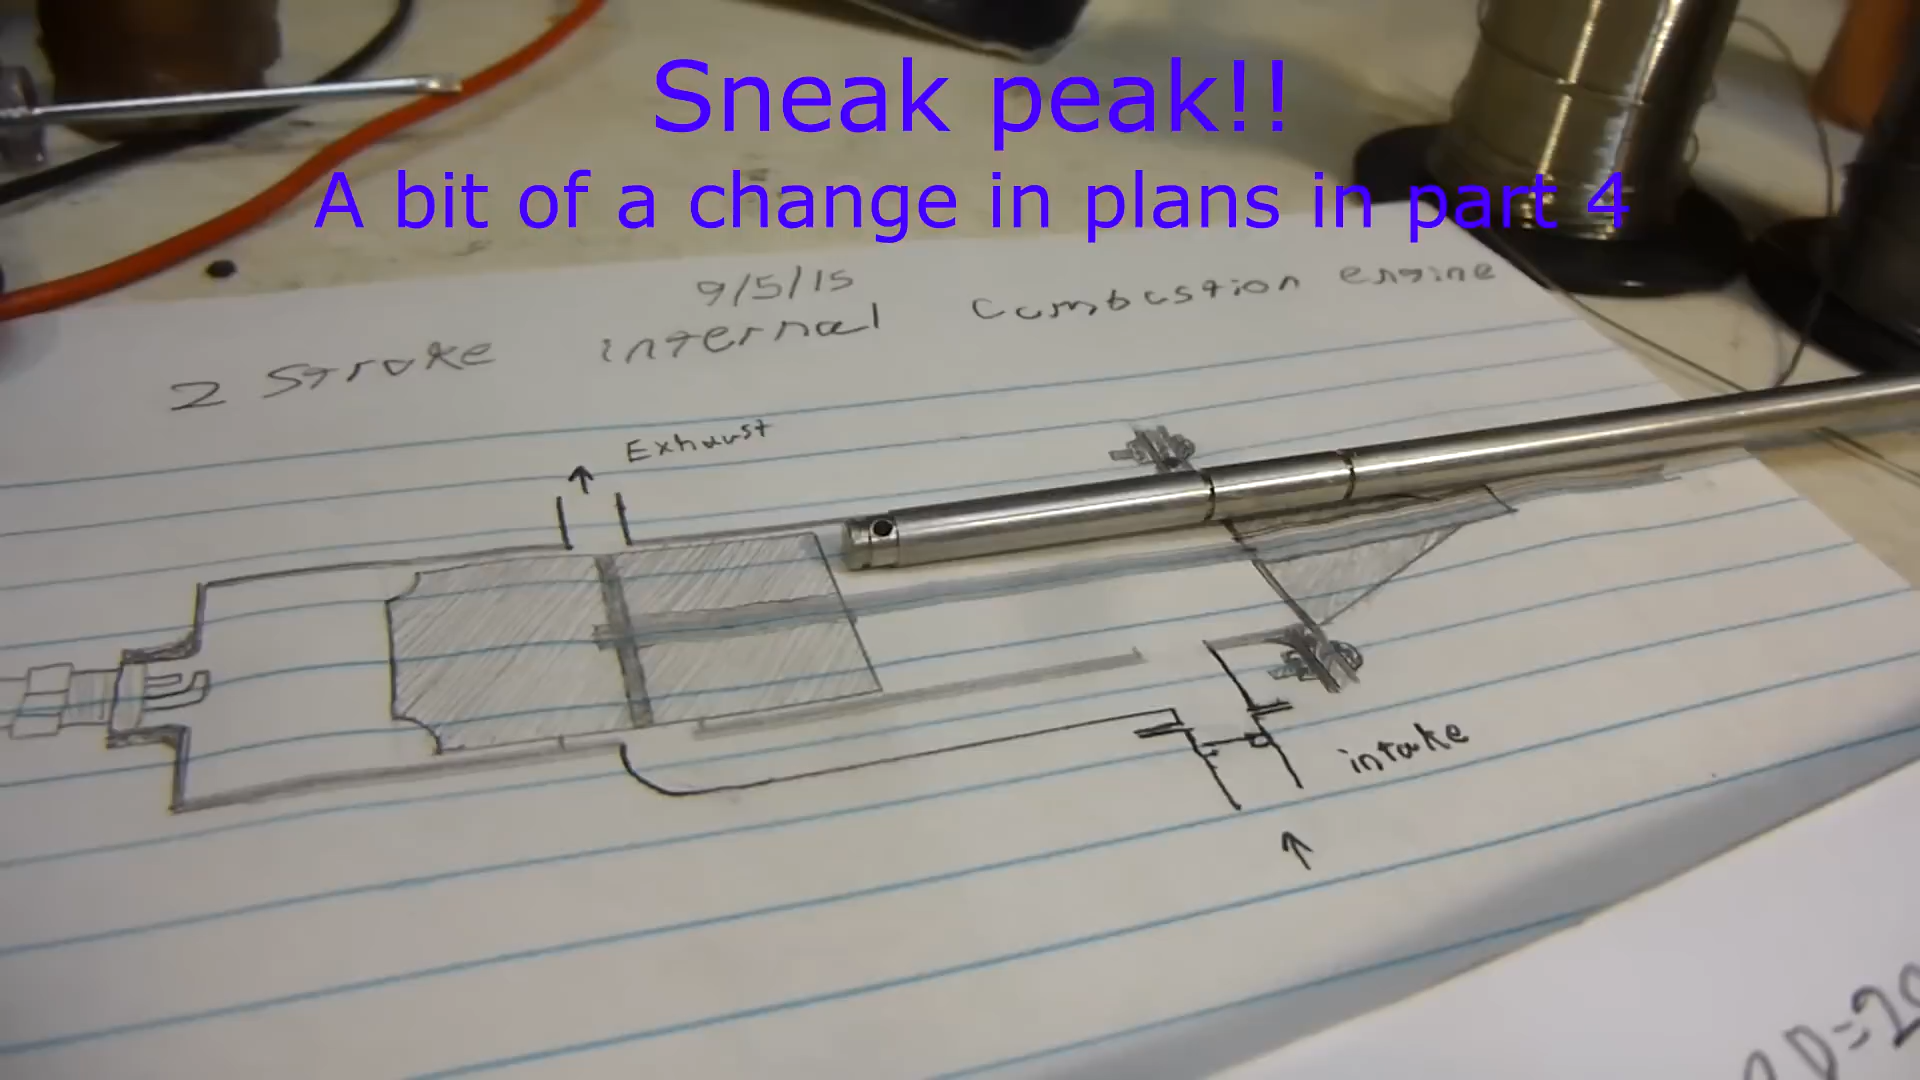 Sneak peak!!
A bit of a change in plans in part 4
9/5/15
2 Stroke internal combustion engine
Exhaust
intake